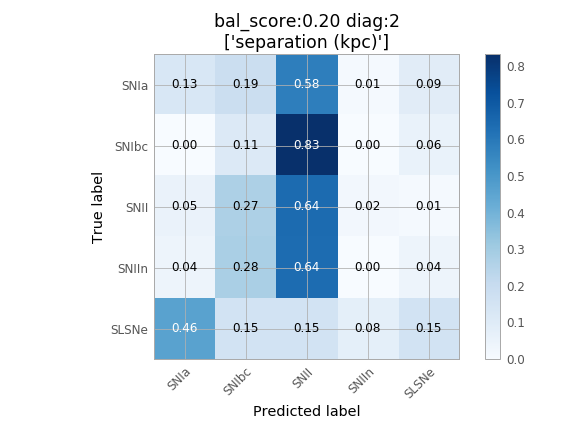 bal_score:0.20 diag:2
['separation (kpc)']
SNIa 0.13 0.19 0.58 0.01 0.09
SNIbc 0.00 0.11 0.83 0.00 0.06
SNII 0.05 0.27 0.64 0.02 0.01
SNIIn 0.04 0.28 0.64 0.00 0.04
SLSNe 0.46 0.15 0.15 0.08 0.15
SNIa SNIbc SNII SNIIn SLSNe
True label
Predicted label
0.8
0.7
0.6
0.5
0.4
0.3
0.2
0.1
0.0